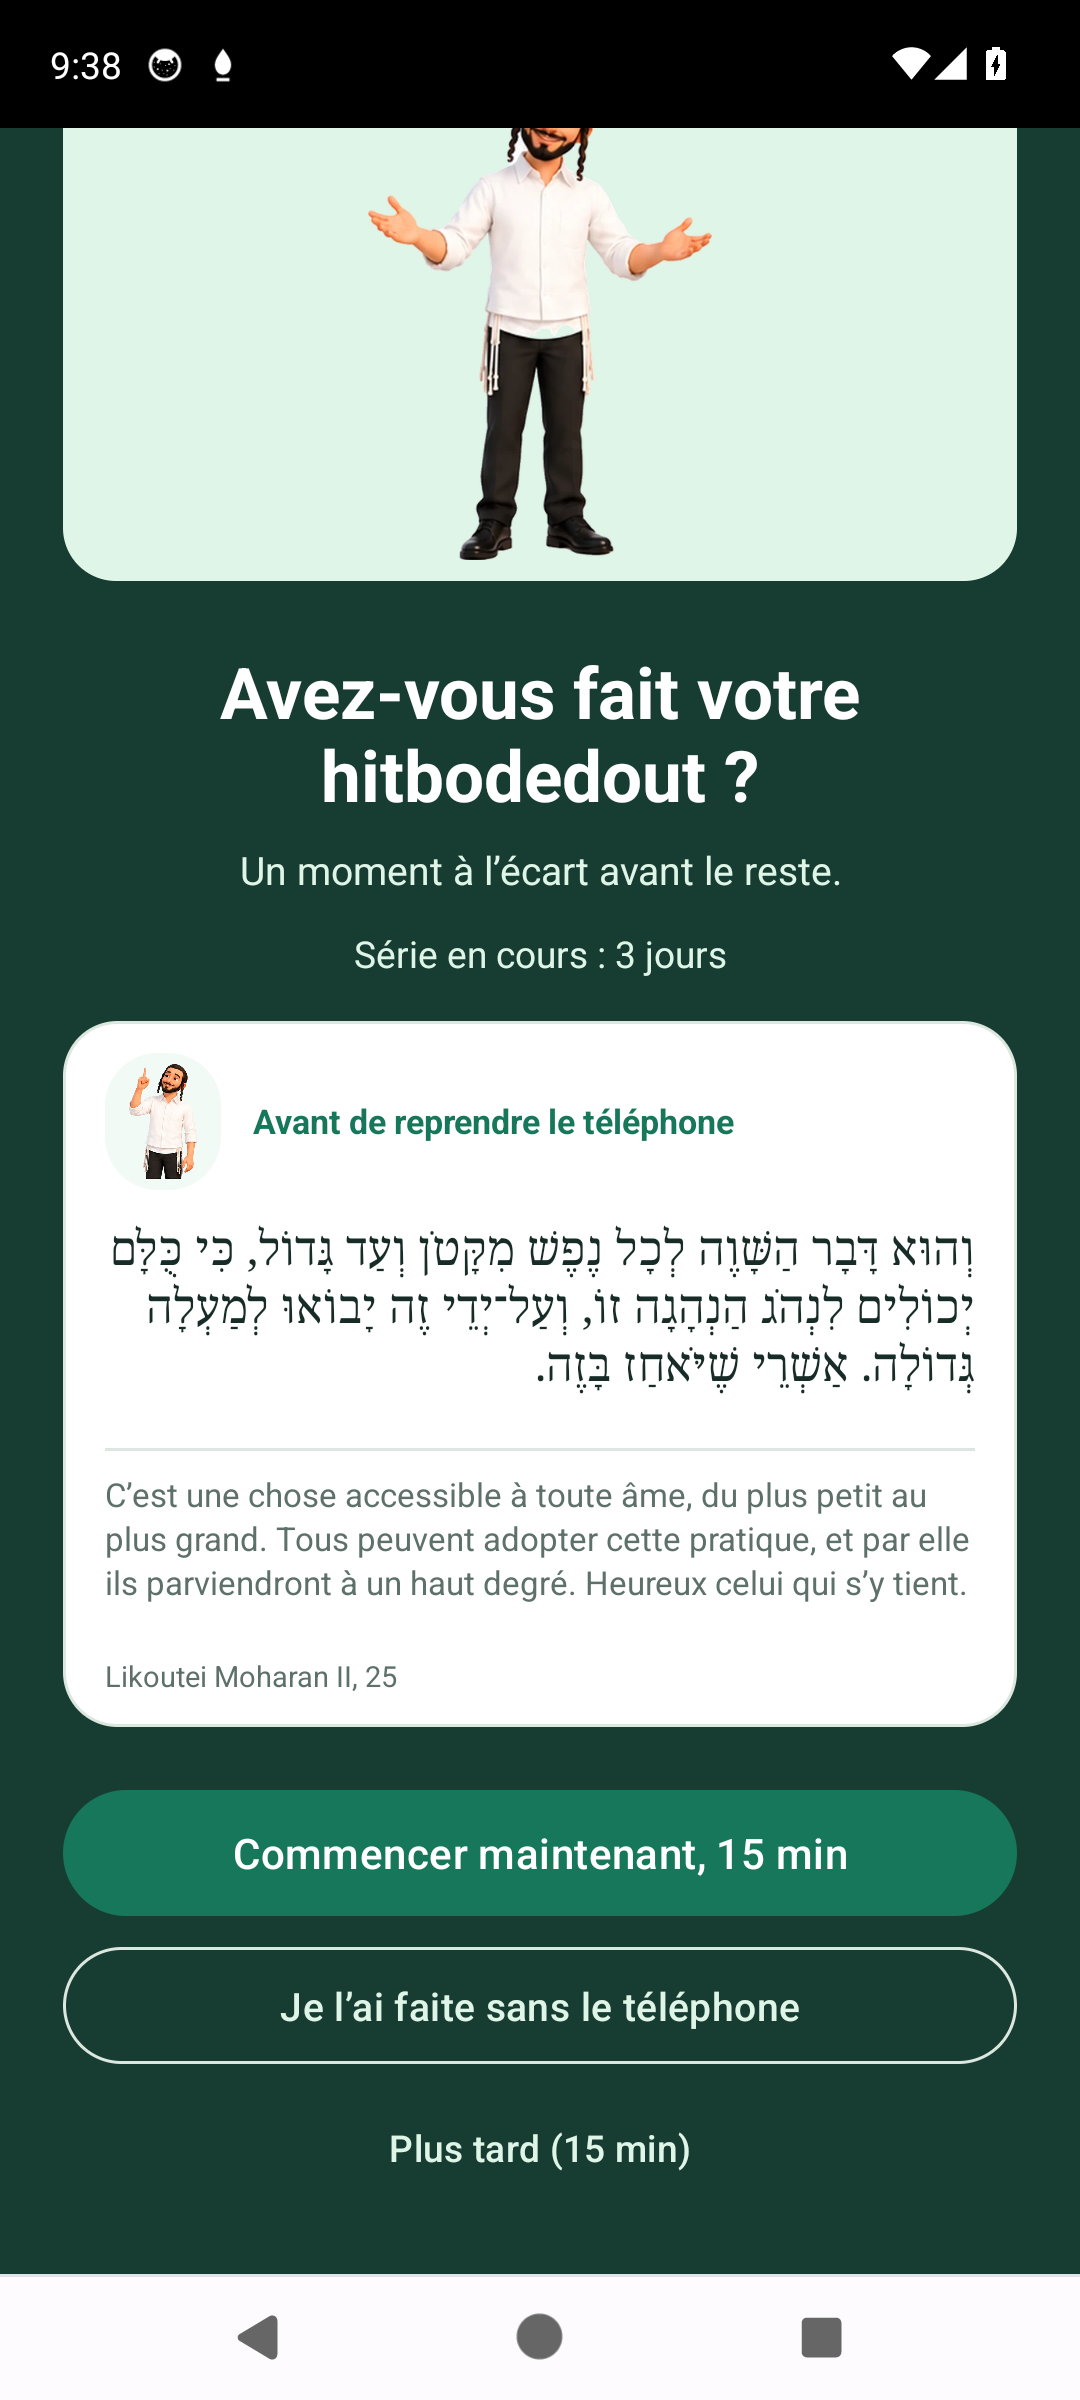 9:38
Avez-vous fait votre
hitbodedout ?
Un moment à l’écart avant le reste.
Série en cours : 3 jours
Avant de reprendre le téléphone
וְהוּא דָּבָר הַשָּׁוֶה לְכָל נֶפֶשׁ מִקָּטֹן וְעַד גָּדוֹל, כִּי כֻּלָּם
יְכוֹלִים לִנְהֹג הַנְהָגָה זוֹ, וְעַל־יְדֵי זֶה יָבוֹאוּ לְמַעְלָה
גְּדוֹלָה. אַשְׁרֵי שֶׁיֹּאחַז בָּזֶה.
C’est une chose accessible à toute âme, du plus petit au
plus grand. Tous peuvent adopter cette pratique, et par elle
ils parviendront à un haut degré. Heureux celui qui s’y tient.
Likoutei Moharan II, 25
Commencer maintenant, 15 min
Je l’ai faite sans le téléphone
Plus tard (15 min)